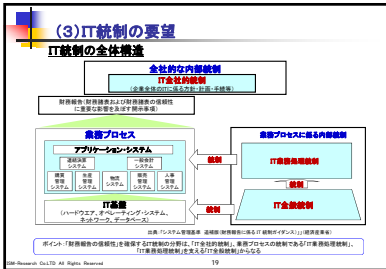 (3)IT統制の要望
IT統制の全体構造
全社的な内部統制
IT全社的統制
(企業全体のITに係る方針・計画・手続等)
財務報告(財務諸表および財務諸表の信頼性
に重要な影響を及ぼす開示事項)
業務プロセス
アプリケーション・システム
連結決算
システム
一般会計
システム
購買
管理
システム
生産
管理
システム
物流
システム
販売
管理
システム
人事
管理
システム
IT基盤
(ハードウェア、オペレーティング・システム、
ネットワーク、データベース)
業務プロセスに係る内部統制
IT業務処理統制
統制
統制
IT全般統制
統制
出典:「システム管理基準 追補版(財務報告に係るIT統制ガイダンス)」(経済産業省)
ポイント:「財務報告の信頼性」を確保するIT統制の分野は、「IT全社的統制」、業務プロセスの統制である「IT業務処理統制」、
「IT業務処理統制」を支える「IT全般統制」からなる
ISM-Research Co.LTD All Rights Reserved
19